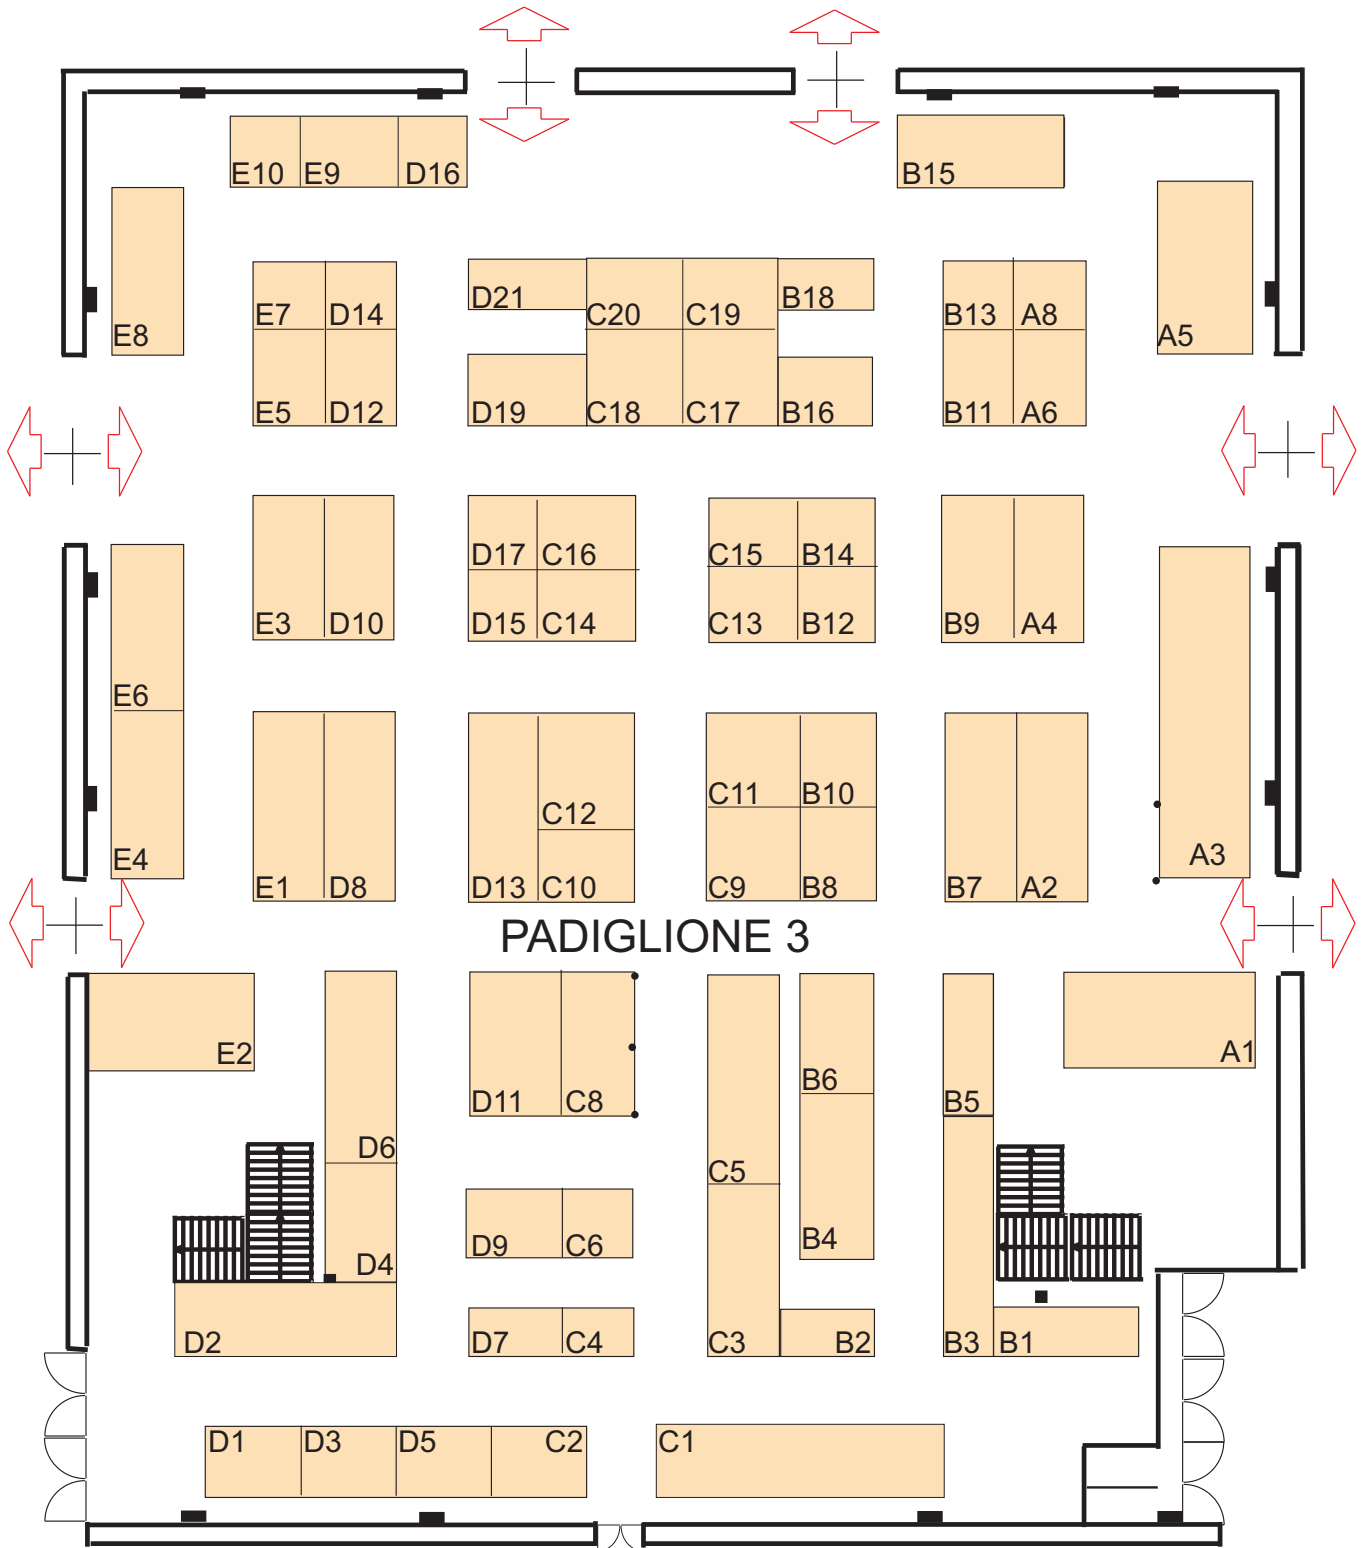 E10 E9 D16 B15
E8 E7 D14 D21 C20 C19 B18 B13 A8 A5
E5 D12 D19 C18 C17 B16 B11 A6
D17 C16 C15 B14
E3 D10 D15 C14 C13 B12 B9 A4
E6
C11 B10
C12
E4 A3
E1 D8 D13 C10 C9 B8 B7 A2
PADIGLIONE 3
E2 A1
B6
D11 C8 B5
D6
C5
D9 C6 B4
D4
D2 D7 C4 C3 B2 B3 B1
D1 D3 D5 C2 C1